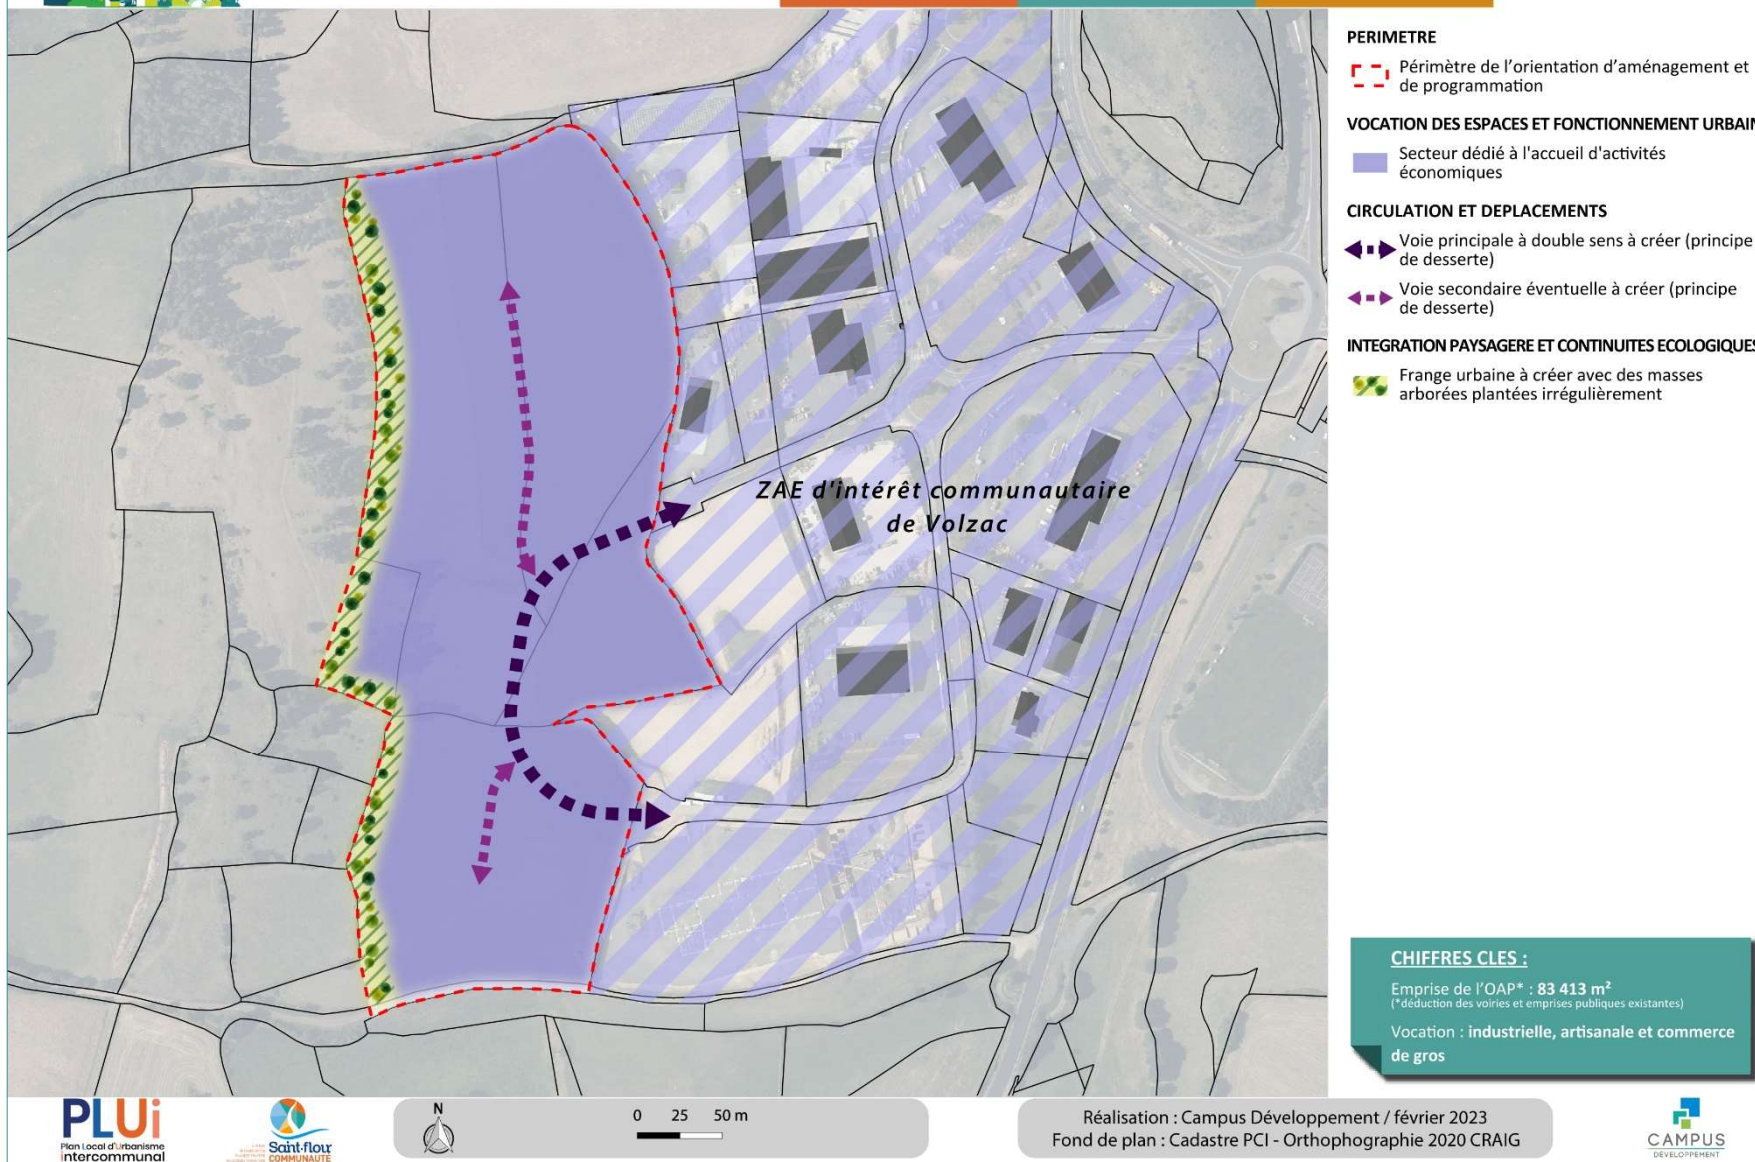 PERIMETRE
Périmètre de l'orientation d'aménagement et
de programmation
VOCATION DES ESPACES ET FONCTIONNEMENT URBAIN
Secteur dédié à l'accueil d'activités
économiques
CIRCULATION ET DEPLACEMENTS
Voie principale à double sens à créer (principe
de desserte)
Voie secondaire éventuelle à créer (principe
de desserte)
INTEGRATION PAYSAGERE ET CONTINUITES ECOLOGIQUES
Frange urbaine à créer avec des masses
arborées plantées irrégulièrement
ZAE d'intérêt communautaire
de Volzac
CHIFFRES CLES :
Emprise de l'OAP* : 83 413 m²
(*déduction des voiries et emprises publiques existantes)
Vocation : industrielle, artisanale et commerce
de gros
PLUi
Plan Local d'Urbanisme
intercommunal
Saint-flour
COMMUNAUTÉ
N
0 25 50 m
Réalisation : Campus Développement / février 2023
Fond de plan : Cadastre PCI - Orthophographie 2020 CRAIG
CAMPUS
DÉVELOPPEMENT